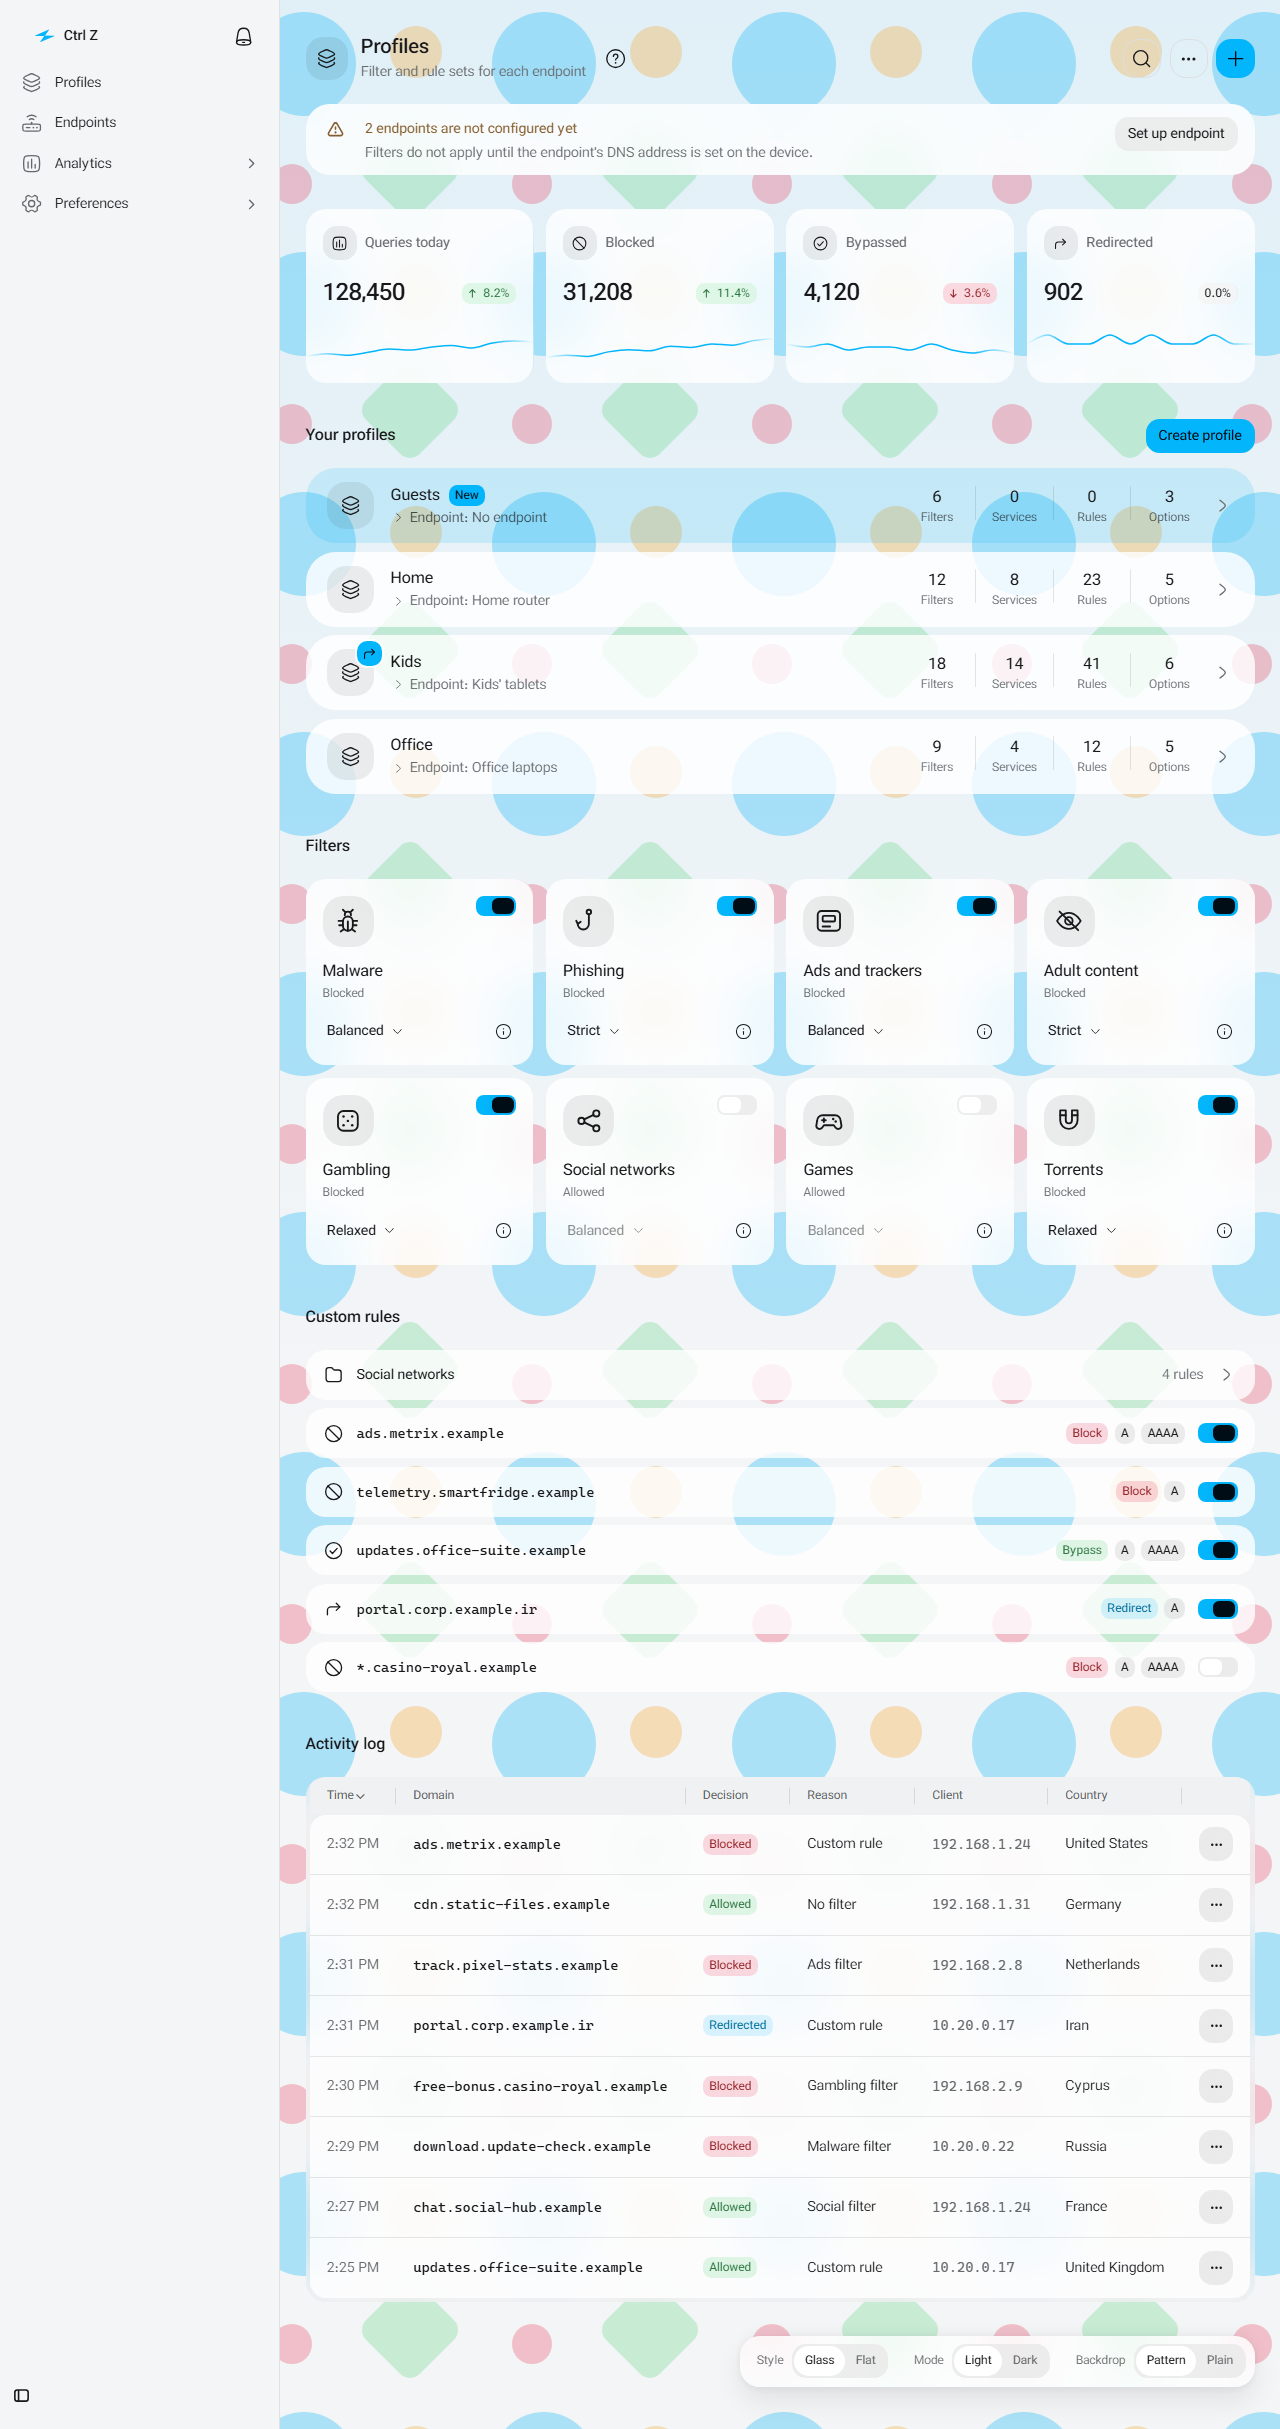 Ctrl Z
Profiles
Endpoints
Analytics
Preferences
Profiles
Filter and rule sets for each endpoint
2 endpoints are not configured yet
Filters do not apply until the endpoint's DNS address is set on the device.
Set up endpoint
Queries today
128,450
8.2%
Blocked
31,208
11.4%
Bypassed
4,120
3.6%
Redirected
902
0.0%
Your profiles
Create profile
Guests New
Endpoint: No endpoint
6 Filters
0 Services
0 Rules
3 Options
Home
Endpoint: Home router
12 Filters
8 Services
23 Rules
5 Options
Kids
Endpoint: Kids' tablets
18 Filters
14 Services
41 Rules
6 Options
Office
Endpoint: Office laptops
9 Filters
4 Services
12 Rules
5 Options
Filters
Malware
Blocked
Balanced
Phishing
Blocked
Strict
Ads and trackers
Blocked
Balanced
Adult content
Blocked
Strict
Gambling
Blocked
Relaxed
Social networks
Allowed
Balanced
Games
Allowed
Balanced
Torrents
Blocked
Relaxed
Custom rules
Social networks 4 rules
ads.metrix.example Block A AAAA
telemetry.smartfridge.example Block A
updates.office-suite.example Bypass A AAAA
portal.corp.example.ir Redirect A
*.casino-royal.example Block A AAAA
Activity log
Time Domain Decision Reason Client Country
2:32 PM ads.metrix.example Blocked Custom rule 192.168.1.24 United States
2:32 PM cdn.static-files.example Allowed No filter 192.168.1.31 Germany
2:31 PM track.pixel-stats.example Blocked Ads filter 192.168.2.8 Netherlands
2:31 PM portal.corp.example.ir Redirected Custom rule 10.20.0.17 Iran
2:30 PM free-bonus.casino-royal.example Blocked Gambling filter 192.168.2.9 Cyprus
2:29 PM download.update-check.example Blocked Malware filter 10.20.0.22 Russia
2:27 PM chat.social-hub.example Allowed Social filter 192.168.1.24 France
2:25 PM updates.office-suite.example Allowed Custom rule 10.20.0.17 United Kingdom
Style Glass Flat Mode Light Dark Backdrop Pattern Plain